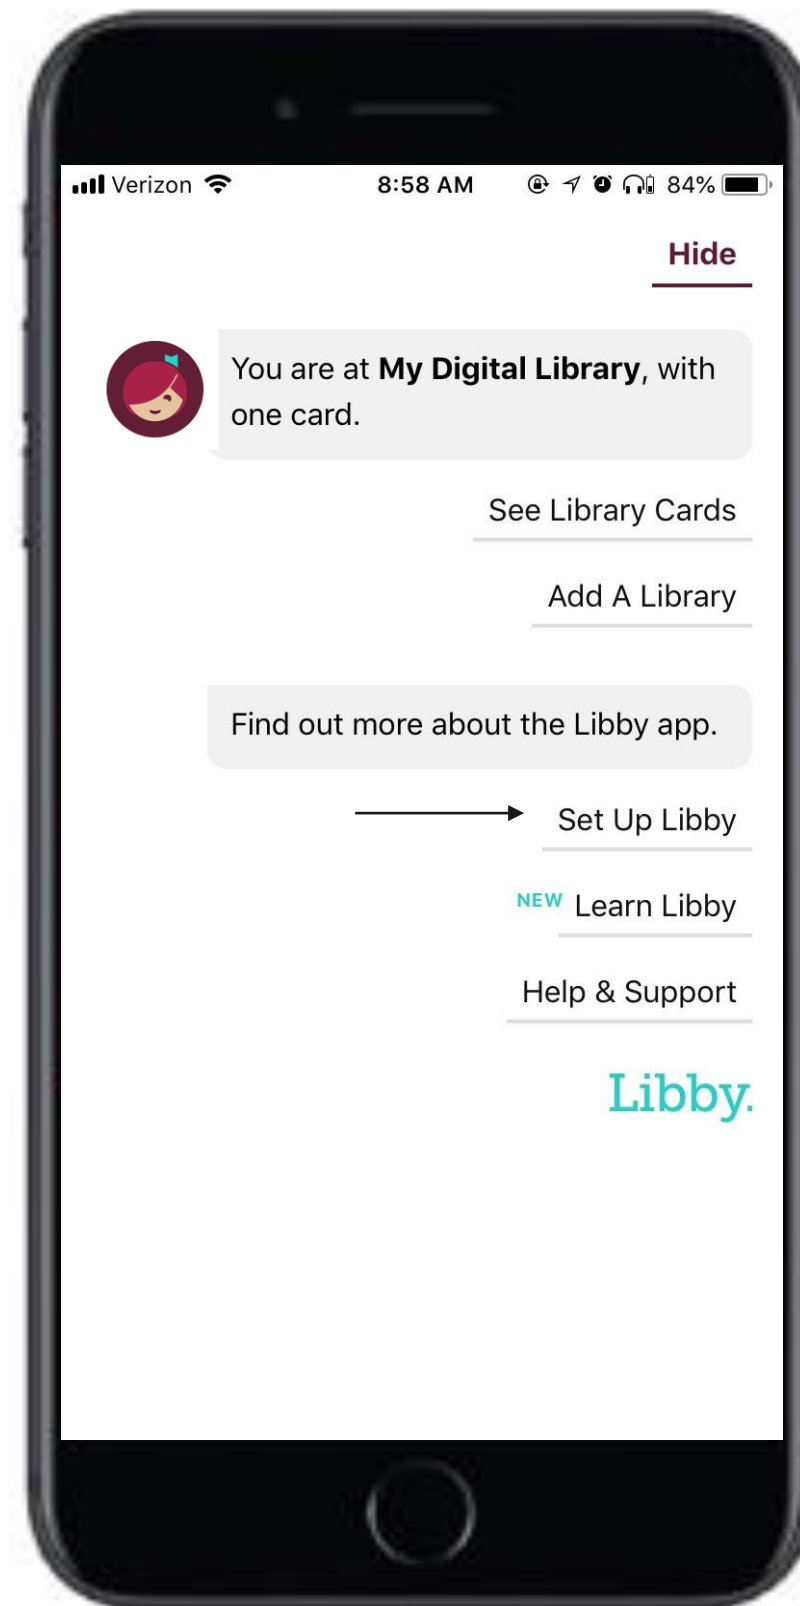 Verizon 8:58 AM 84%
Hide
You are at My Digital Library, with
one card.
See Library Cards
Add A Library
Find out more about the Libby app.
Set Up Libby
NEW Learn Libby
Help & Support
Libby.